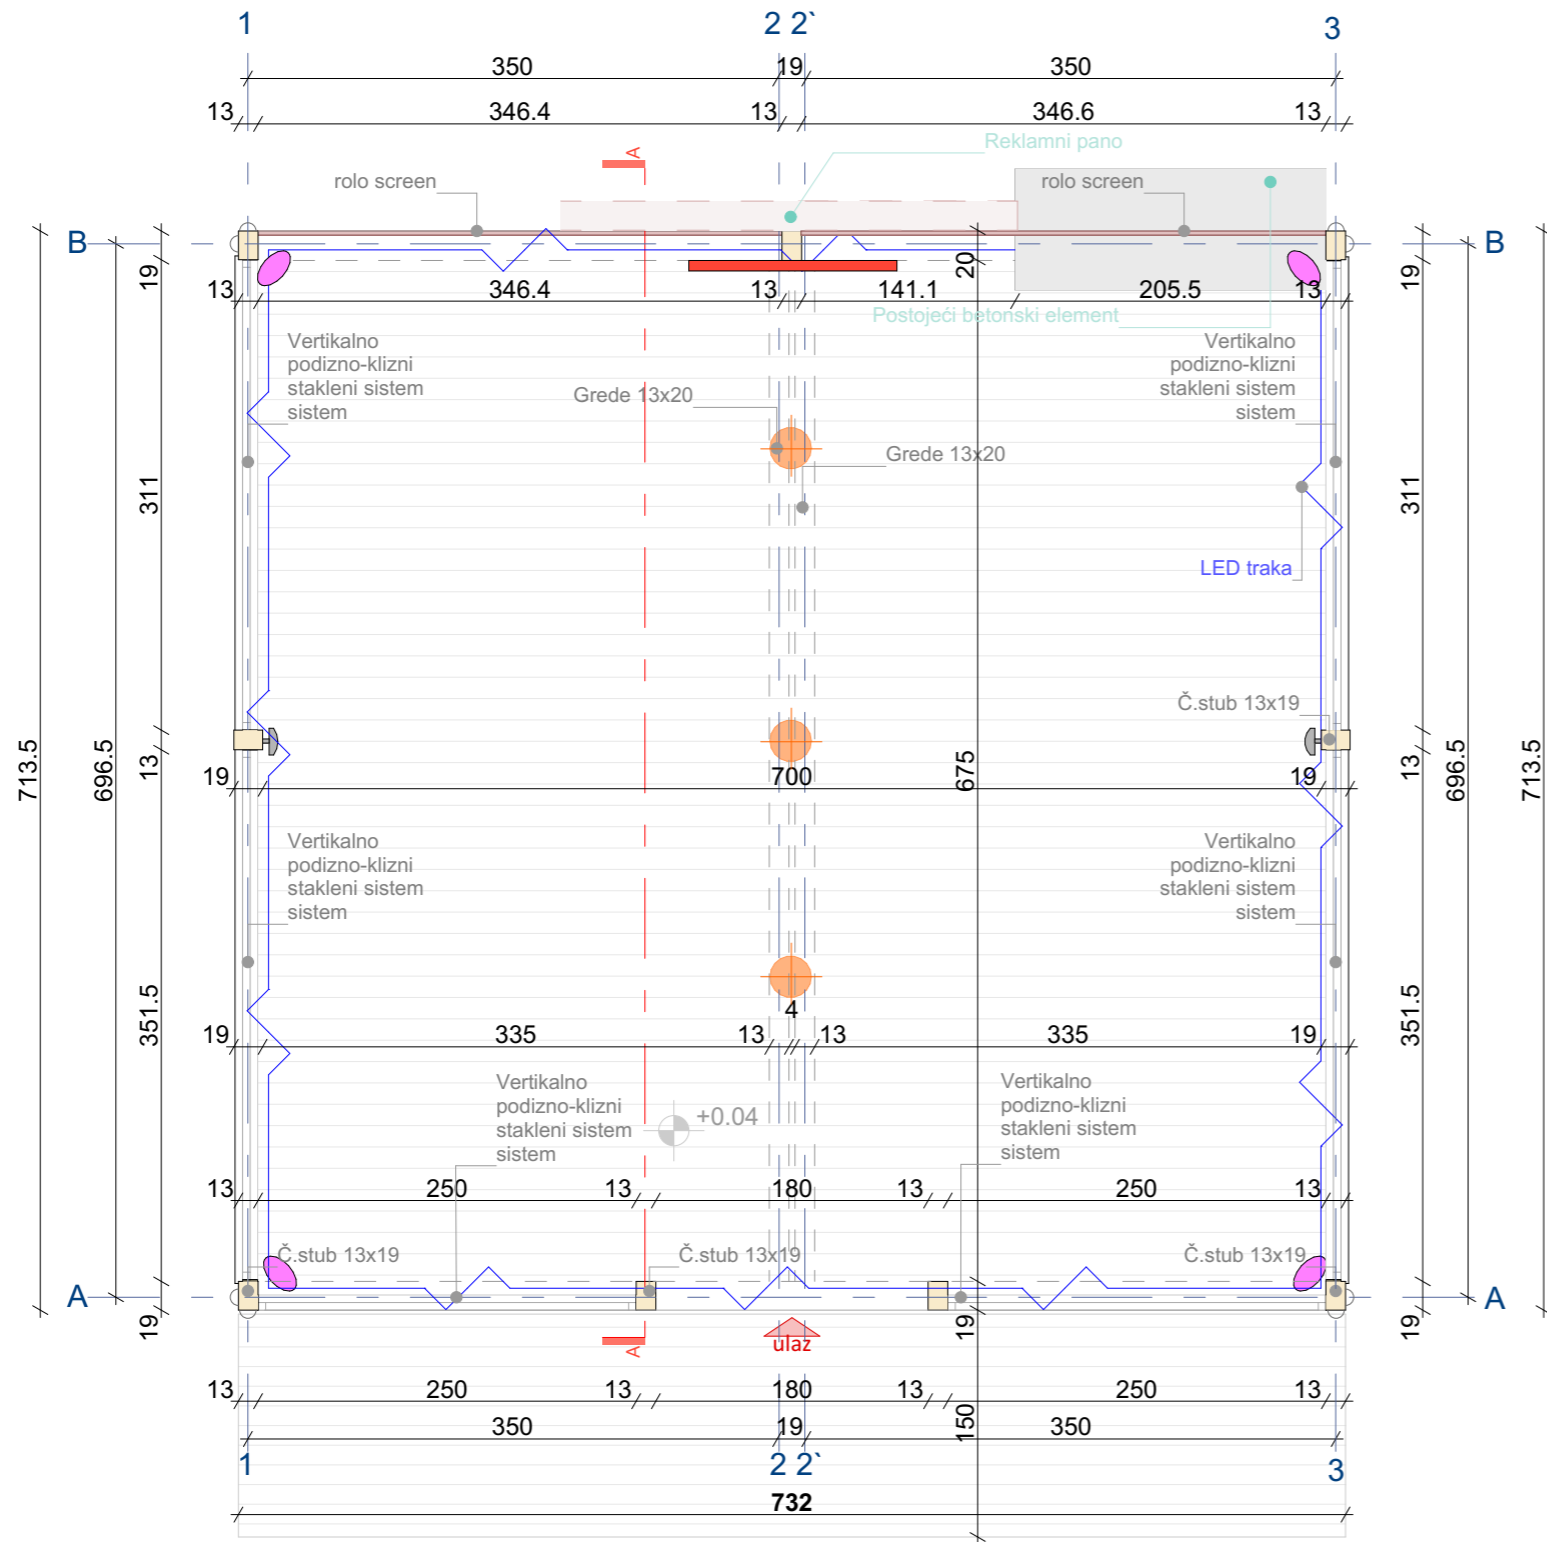 1
2
2`
3
350
19
350
13
346.4
13
346.6
13
Reklamni pano
A
rolo screen
rolo screen
B
B
19
20
19
13
346.4
13
141.1
205.5
13
Postojeći betonski element
Vertikalno
podizno-klizni
stakleni sistem
sistem
Vertikalno
podizno-klizni
stakleni sistem
sistem
Grede 13x20
Grede 13x20
311
311
LED traka
Č.stub 13x19
713.5
696.5
13
19
700
675
19
13
696.5
713.5
Vertikalno
podizno-klizni
stakleni sistem
sistem
Vertikalno
podizno-klizni
stakleni sistem
sistem
351.5
351.5
4
19
335
13
13
335
19
Vertikalno
podizno-klizni
stakleni sistem
sistem
Vertikalno
podizno-klizni
stakleni sistem
sistem
+0.04
13
250
13
180
13
250
13
Č.stub 13x19
Č.stub 13x19
Č.stub 13x19
A
A
19
19
19
A
ulaz
13
250
13
180
13
250
13
350
19
150
350
1
2
2`
3
732